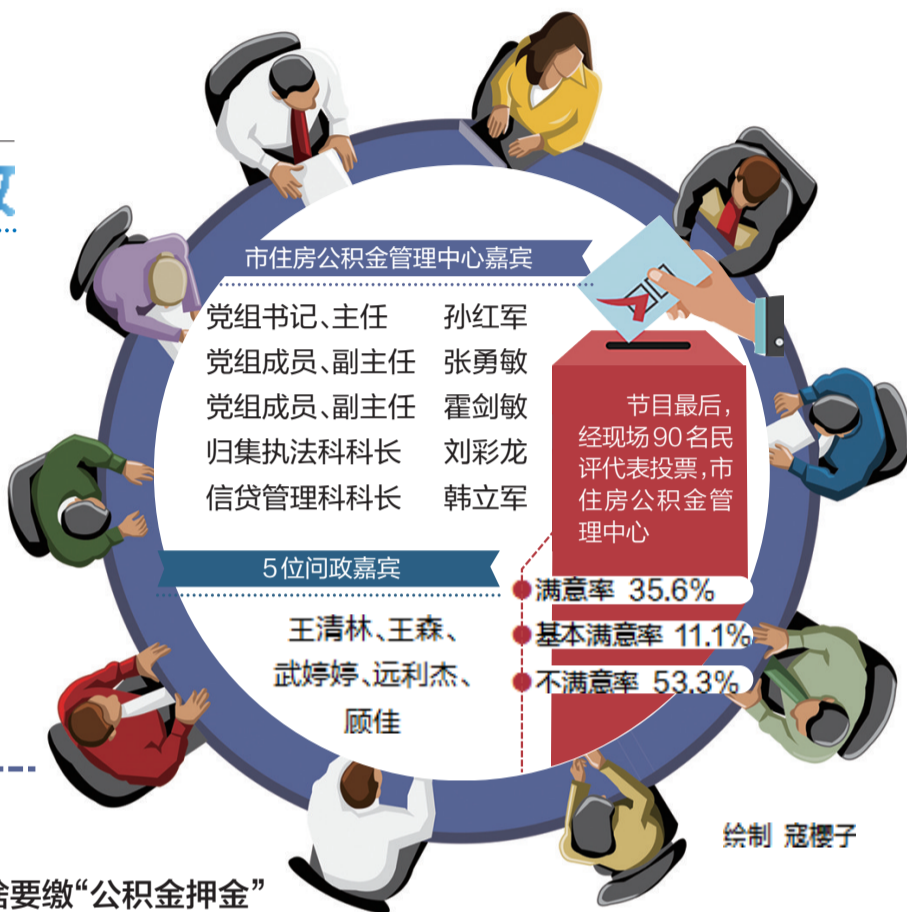 市住房公积金管理中心嘉宾
党组书记、主任 孙红军
党组成员、副主任 张勇敏
党组成员、副主任 霍剑敏
归集执法科科长 刘彩龙
信贷管理科科长 韩立军
5位问政嘉宾
王清林、王森、
武婷婷、远利杰、
顾佳
节目最后，
经现场90名民
评代表投票，市
住房公积金管
理中心
满意率 35.6%
基本满意率 11.1%
不满意率 53.3%
绘制 寇樱子
要缴“公积金押金”